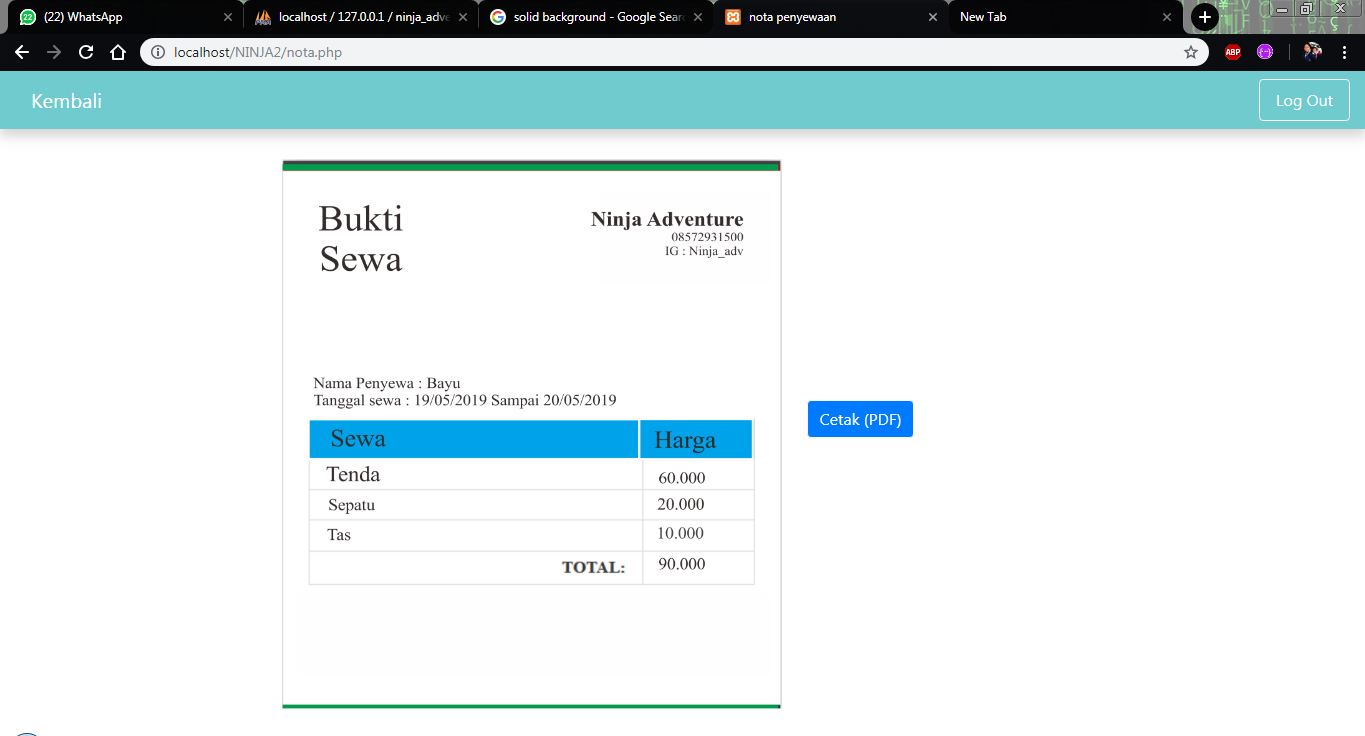 (22) WhatsApp
localhost / 127.0.0.1 / ninja_adve
solid background - Google Sear
nota penyewaan
New Tab
localhost/NINJA2/nota.php
ABP
Kembali
Log Out
Bukti
Sewa
Ninja Adventure
08572931500
IG : Ninja_adv
Nama Penyewa : Bayu
Tanggal sewa : 19/05/2019 Sampai 20/05/2019
Sewa Harga
Tenda 60.000
Sepatu 20.000
Tas 10.000
TOTAL: 90.000
Cetak (PDF)